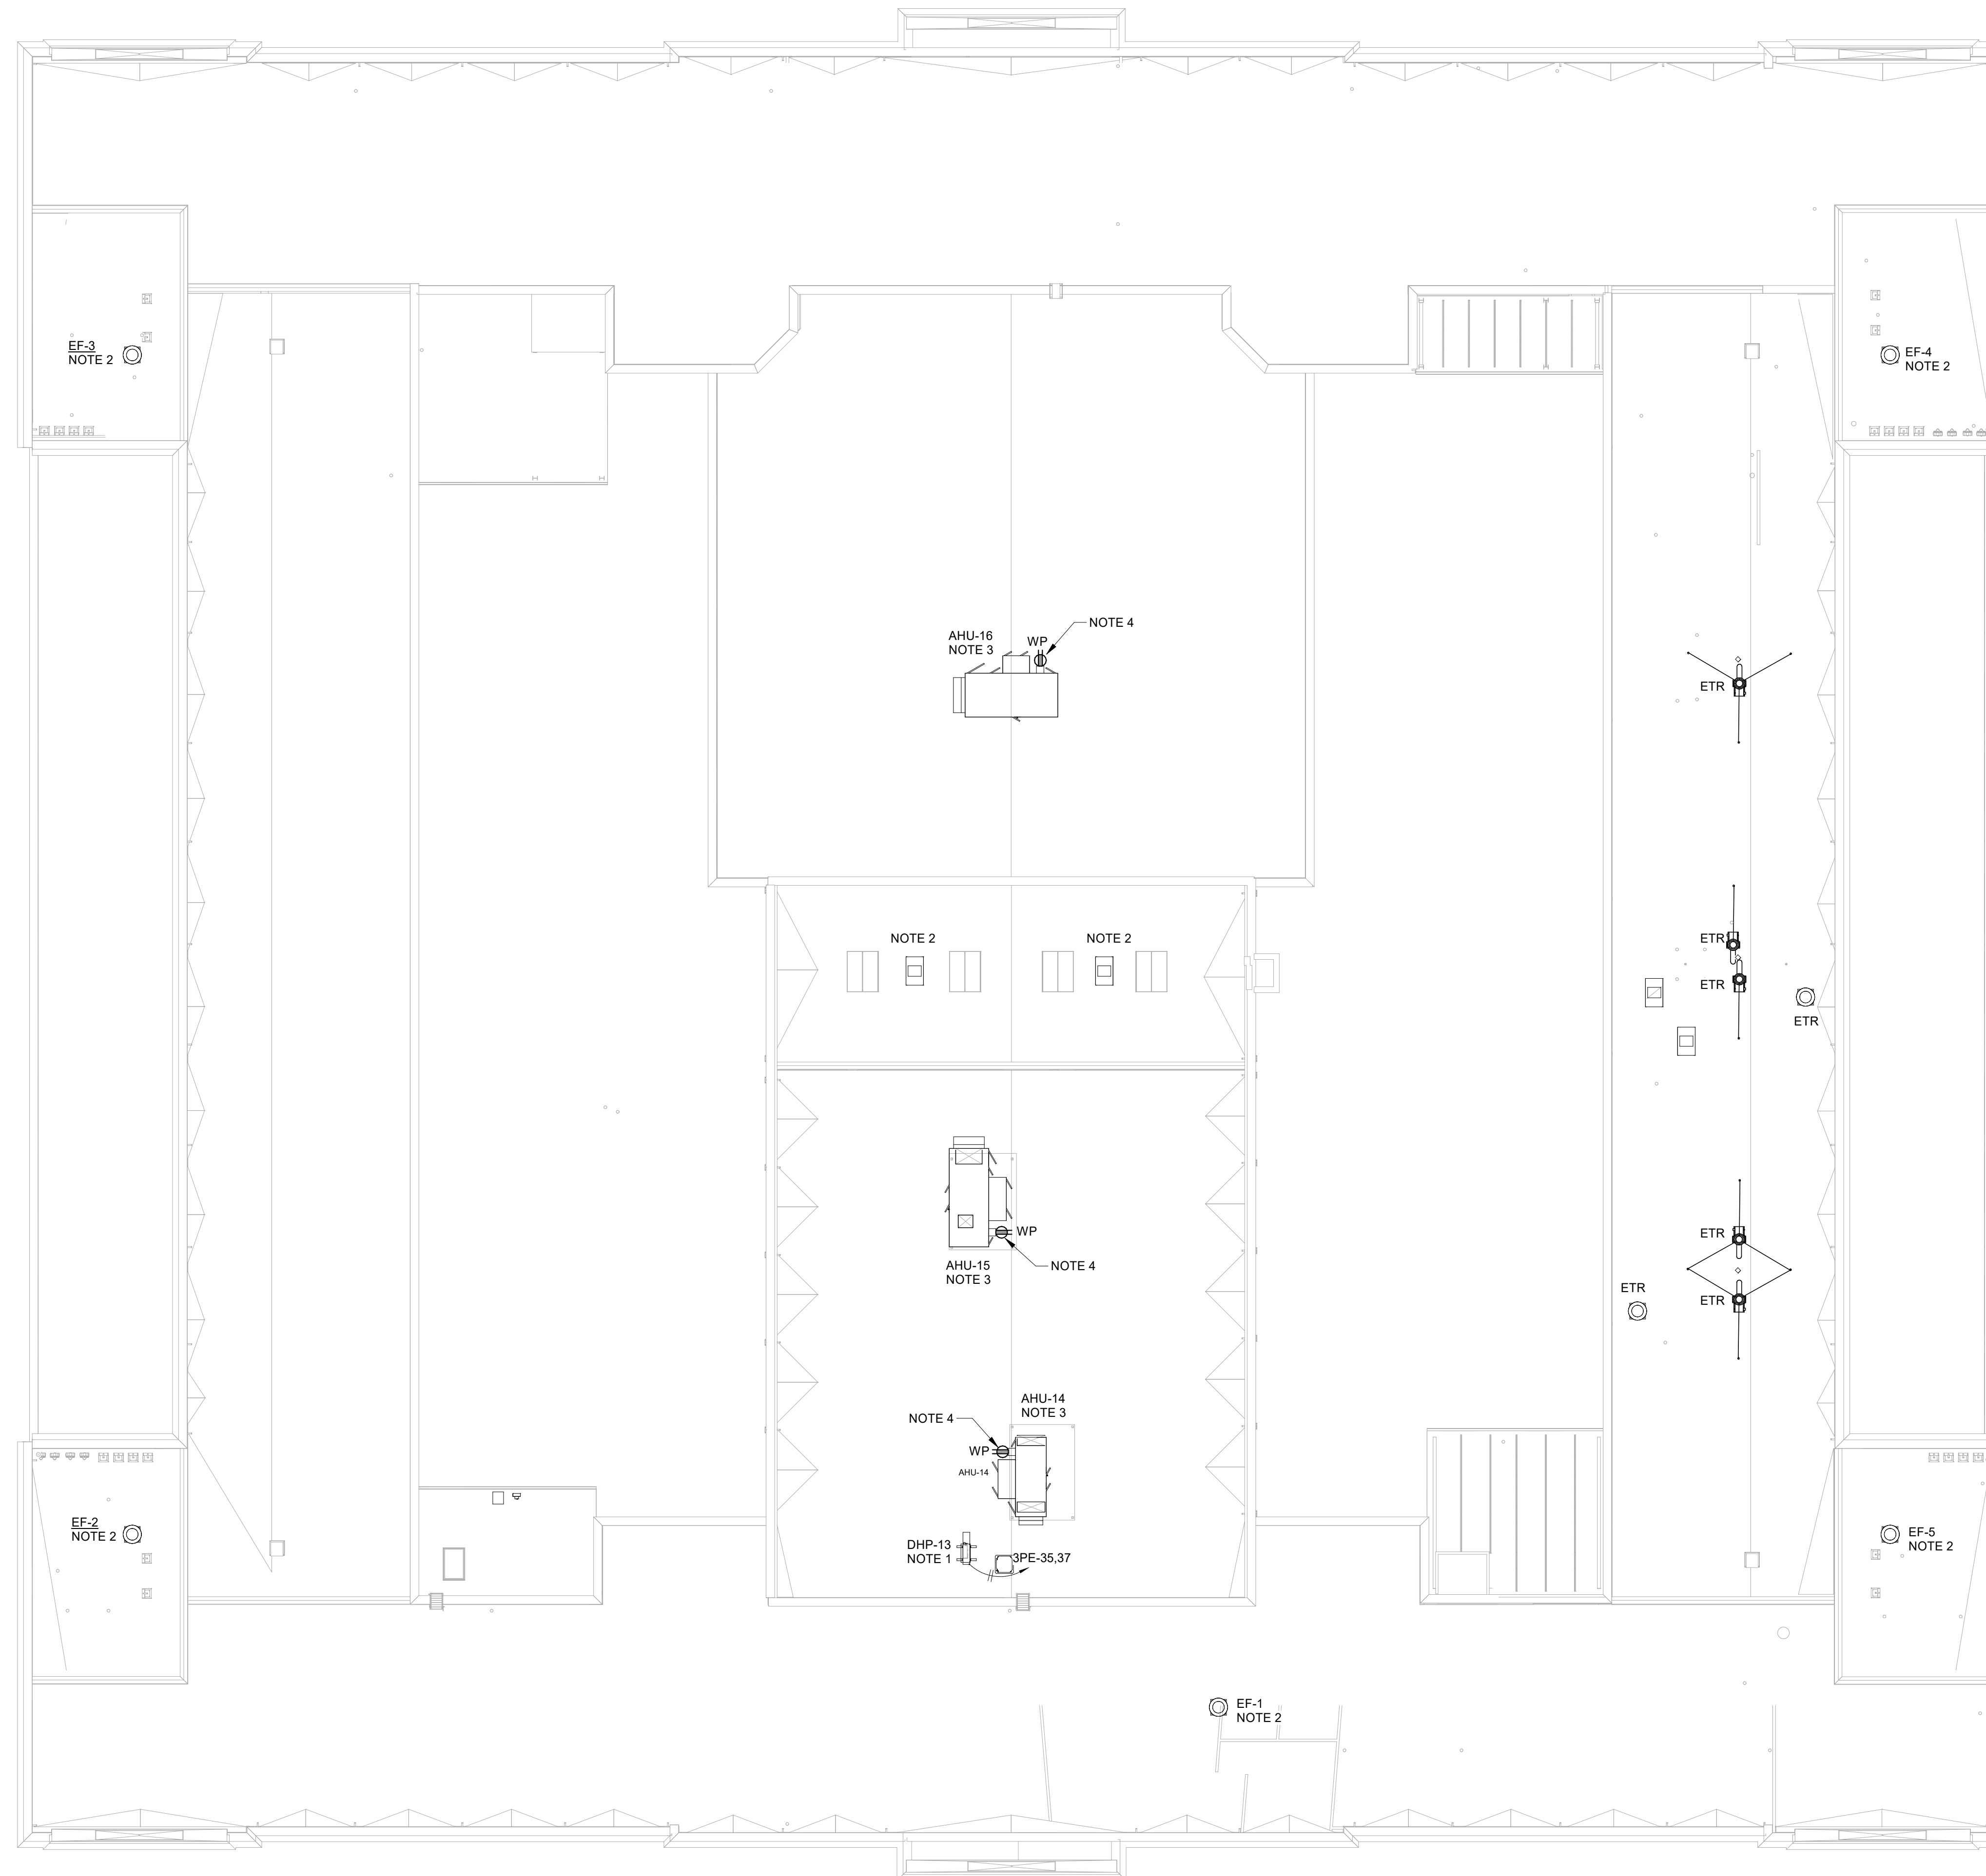 EF-3
NOTE 2
EF-4
NOTE 2
AHU-16
NOTE 3
WP
NOTE 4
ETR
NOTE 2
NOTE 2
ETR
ETR
ETR
WP
AHU-15
NOTE 3
NOTE 4
ETR
ETR
ETR
AHU-14
NOTE 3
NOTE 4
WP
AHU-14
EF-2
NOTE 2
DHP-13
NOTE 1
3PE-35,37
EF-5
NOTE 2
EF-1
NOTE 2